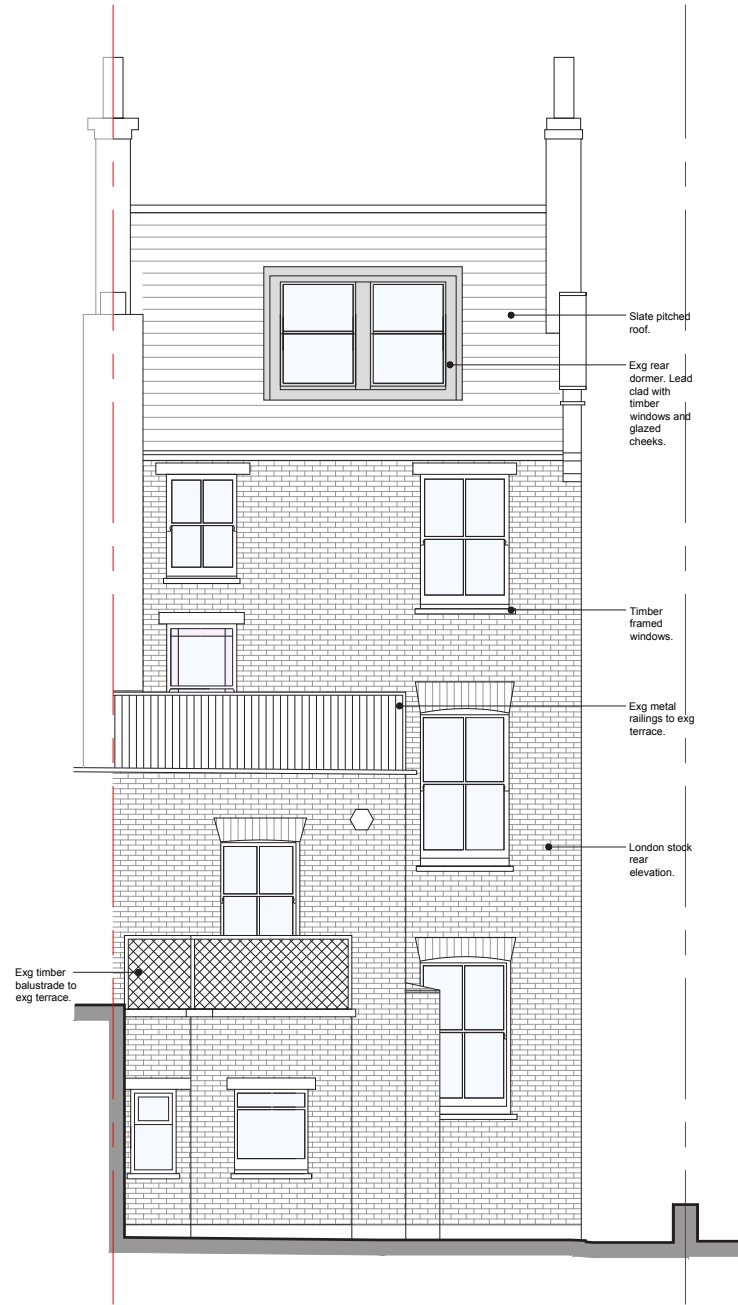 Slate pitched
roof.
Exg rear
dormer. Lead
clad with
timber
windows and
glazed
cheeks.
Timber
framed
windows.
Exg metal
railings to exg
terrace.
London stock
rear
elevation.
Exg timber
balustrade to
exg terrace.